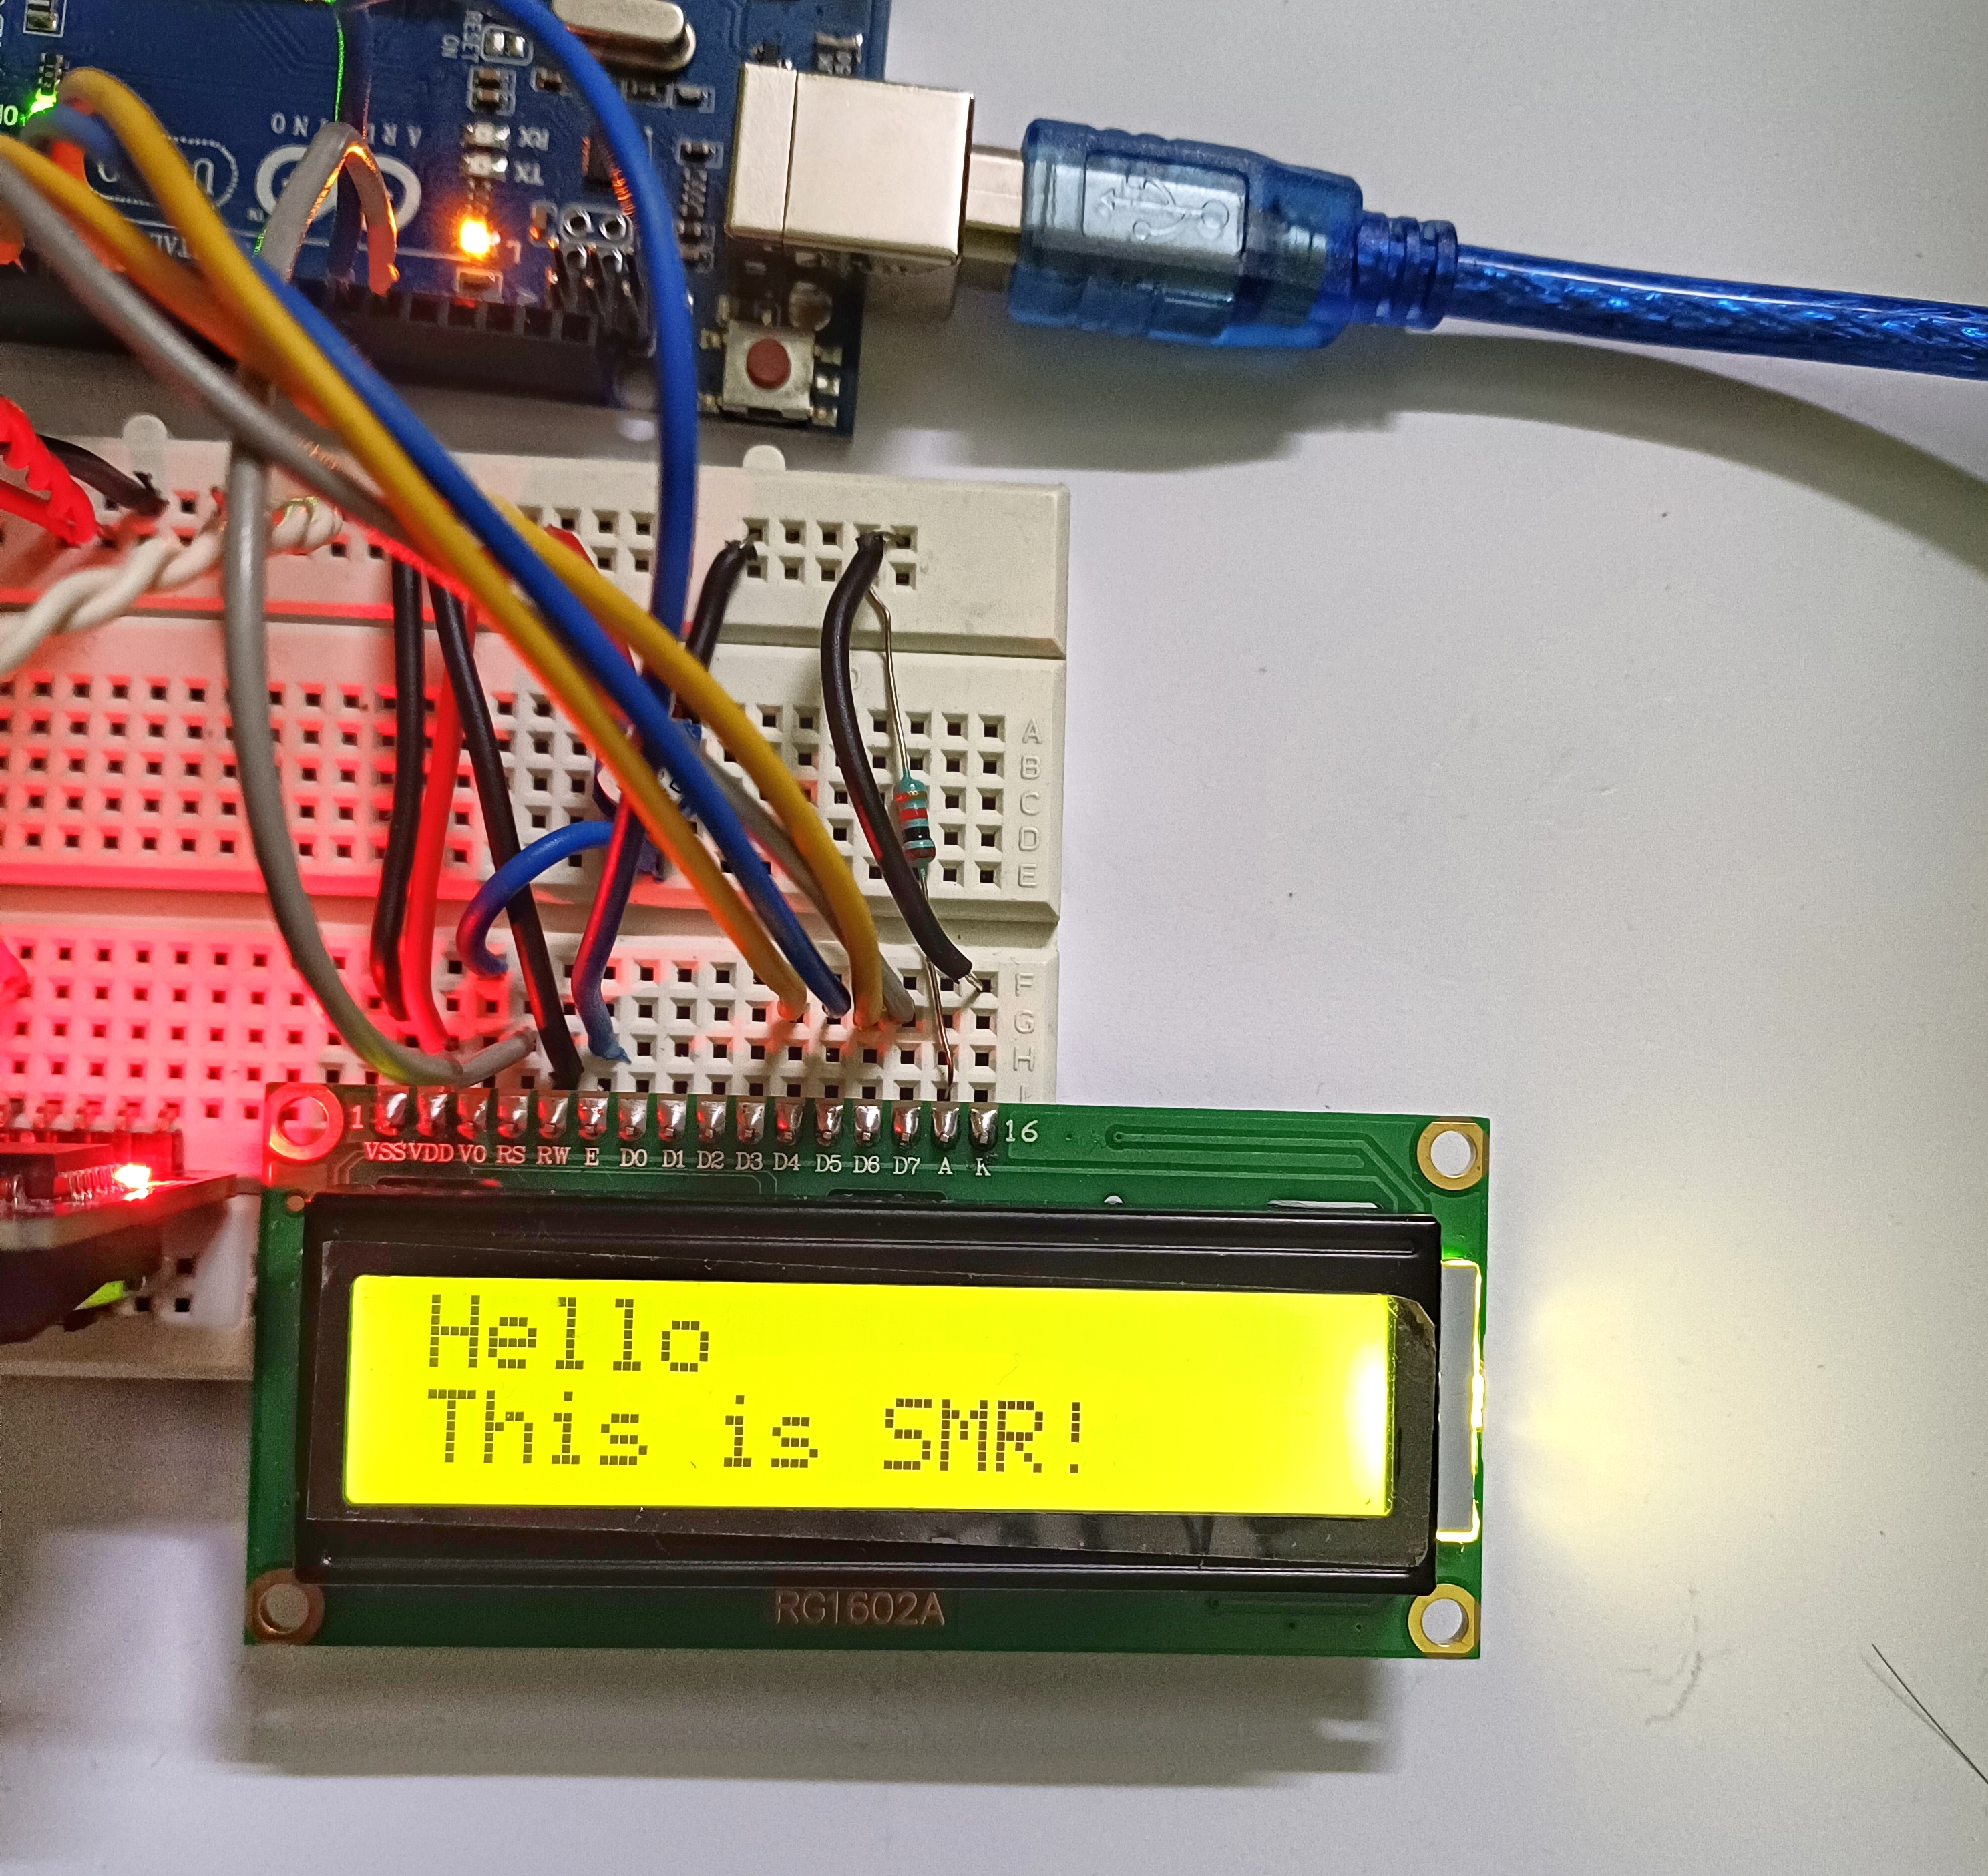 RESET
ON
ARDUINO
RX
TX
L
A
B
C
D
E
F
G
H
1 16
VSS VDD V0 RS RW E D0 D1 D2 D3 D4 D5 D6 D7 A K
Hello
This is SMR!
RG1602A